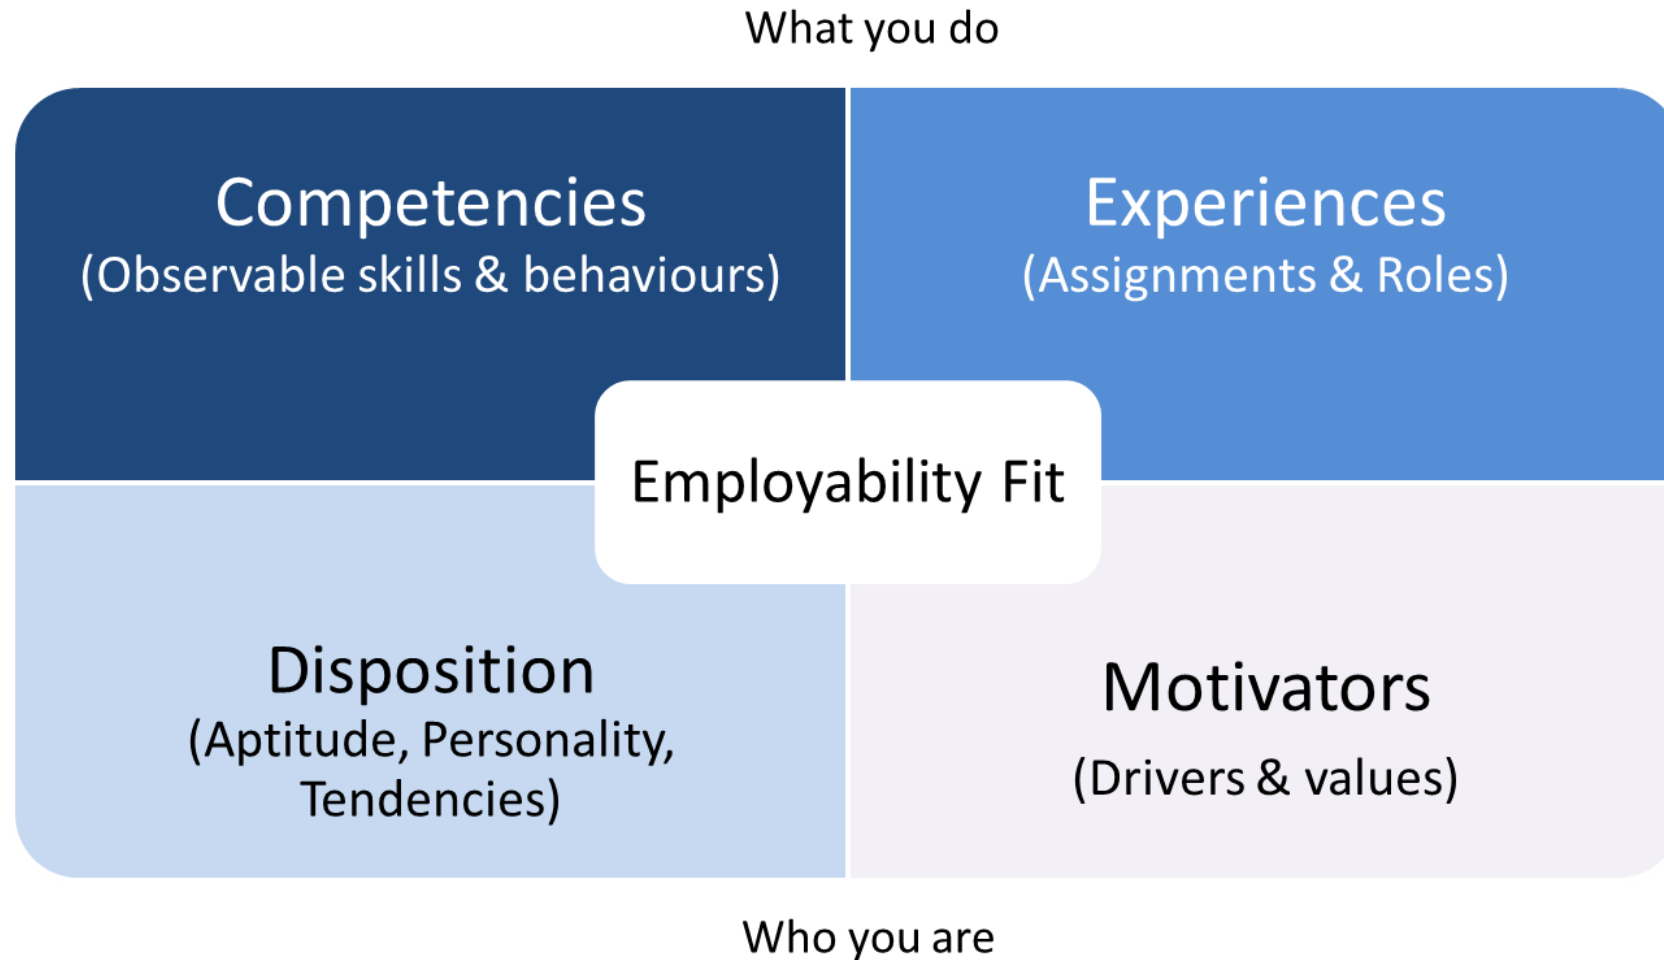 What you do
Competencies
(Observable skills & behaviours)
Experiences
(Assignments & Roles)
Employability Fit
Disposition
(Aptitude, Personality,
Tendencies)
Motivators
(Drivers & values)
Who you are